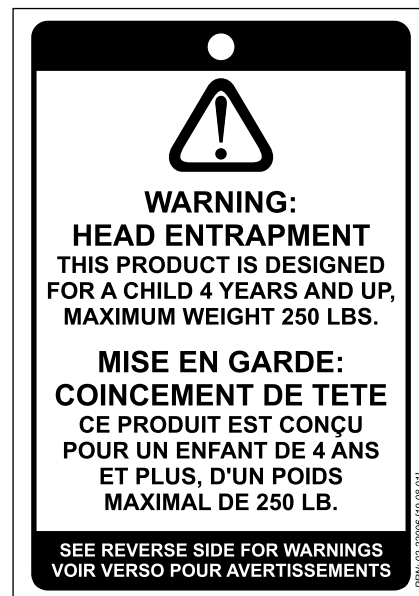 WARNING:
HEAD ENTRAPMENT
THIS PRODUCT IS DESIGNED
FOR A CHILD 4 YEARS AND UP,
MAXIMUM WEIGHT 250 LBS.
MISE EN GARDE:
COINCEMENT DE TETE
CE PRODUIT EST CONÇU
POUR UN ENFANT DE 4 ANS
ET PLUS, D'UN POIDS
MAXIMAL DE 250 LB.
SEE REVERSE SIDE FOR WARNINGS
VOIR VERSO POUR AVERTISSEMENTS